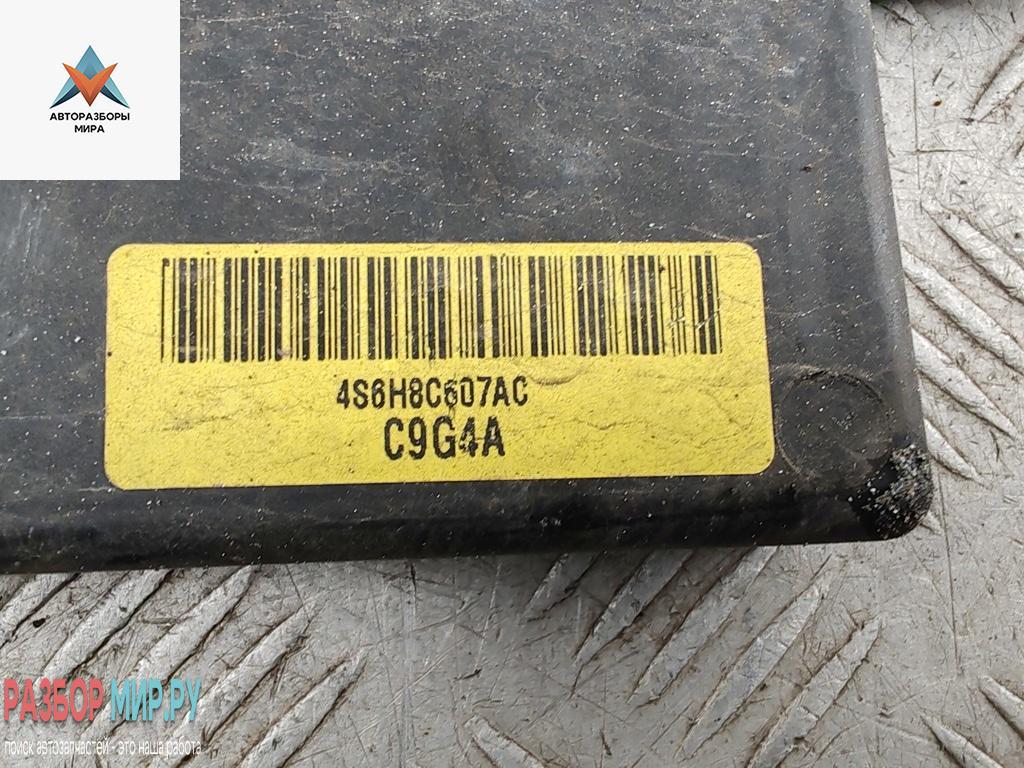 АВТОРАЗБОРЫ
МИРА
4S6H8C607AC
C9G4A
РАЗБОР МИР.РУ
поиск автозапчастей - это наша работа